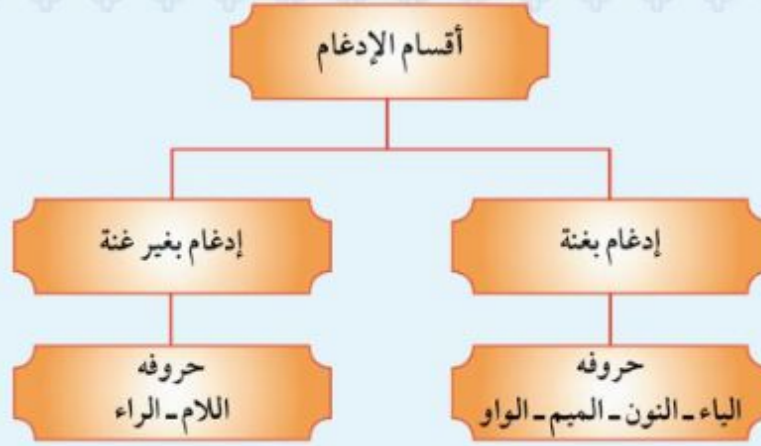 أقسام الإدغام
إدغام بغنة
إدغام بغير غنة
حروفه
الياء ـ النون ـ الميم ـ الواو
حروفه
اللام ـ الراء